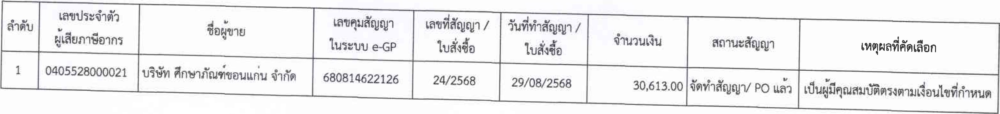 ลำดับ
เลขประจำตัว
ผู้เสียภาษีอากร
ชื่อผู้ขาย
เลขคุมสัญญา
ในระบบ e-GP
เลขที่สัญญา /
ใบสั่งซื้อ
วันที่ทำสัญญา /
ใบสั่งซื้อ
จำนวนเงิน
สถานะสัญญา
เหตุผลที่คัดเลือก
1
0405528000021
บริษัท ศึกษาภัณฑ์ขอนแก่น จำกัด
680814622126
24/2568
29/08/2568
30,613.00
จัดทำสัญญา/ PO แล้ว
เป็นผู้มีคุณสมบัติตรงตามเงื่อนไขที่กำหนด